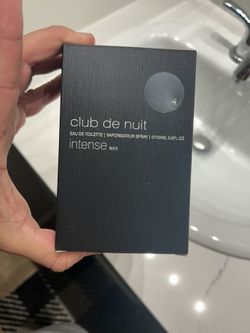 club de nuit
EAU DE TOILETTE | VAPORISATEUR SPRAY | ℮105ML 3.6FL.OZ
intense MAN